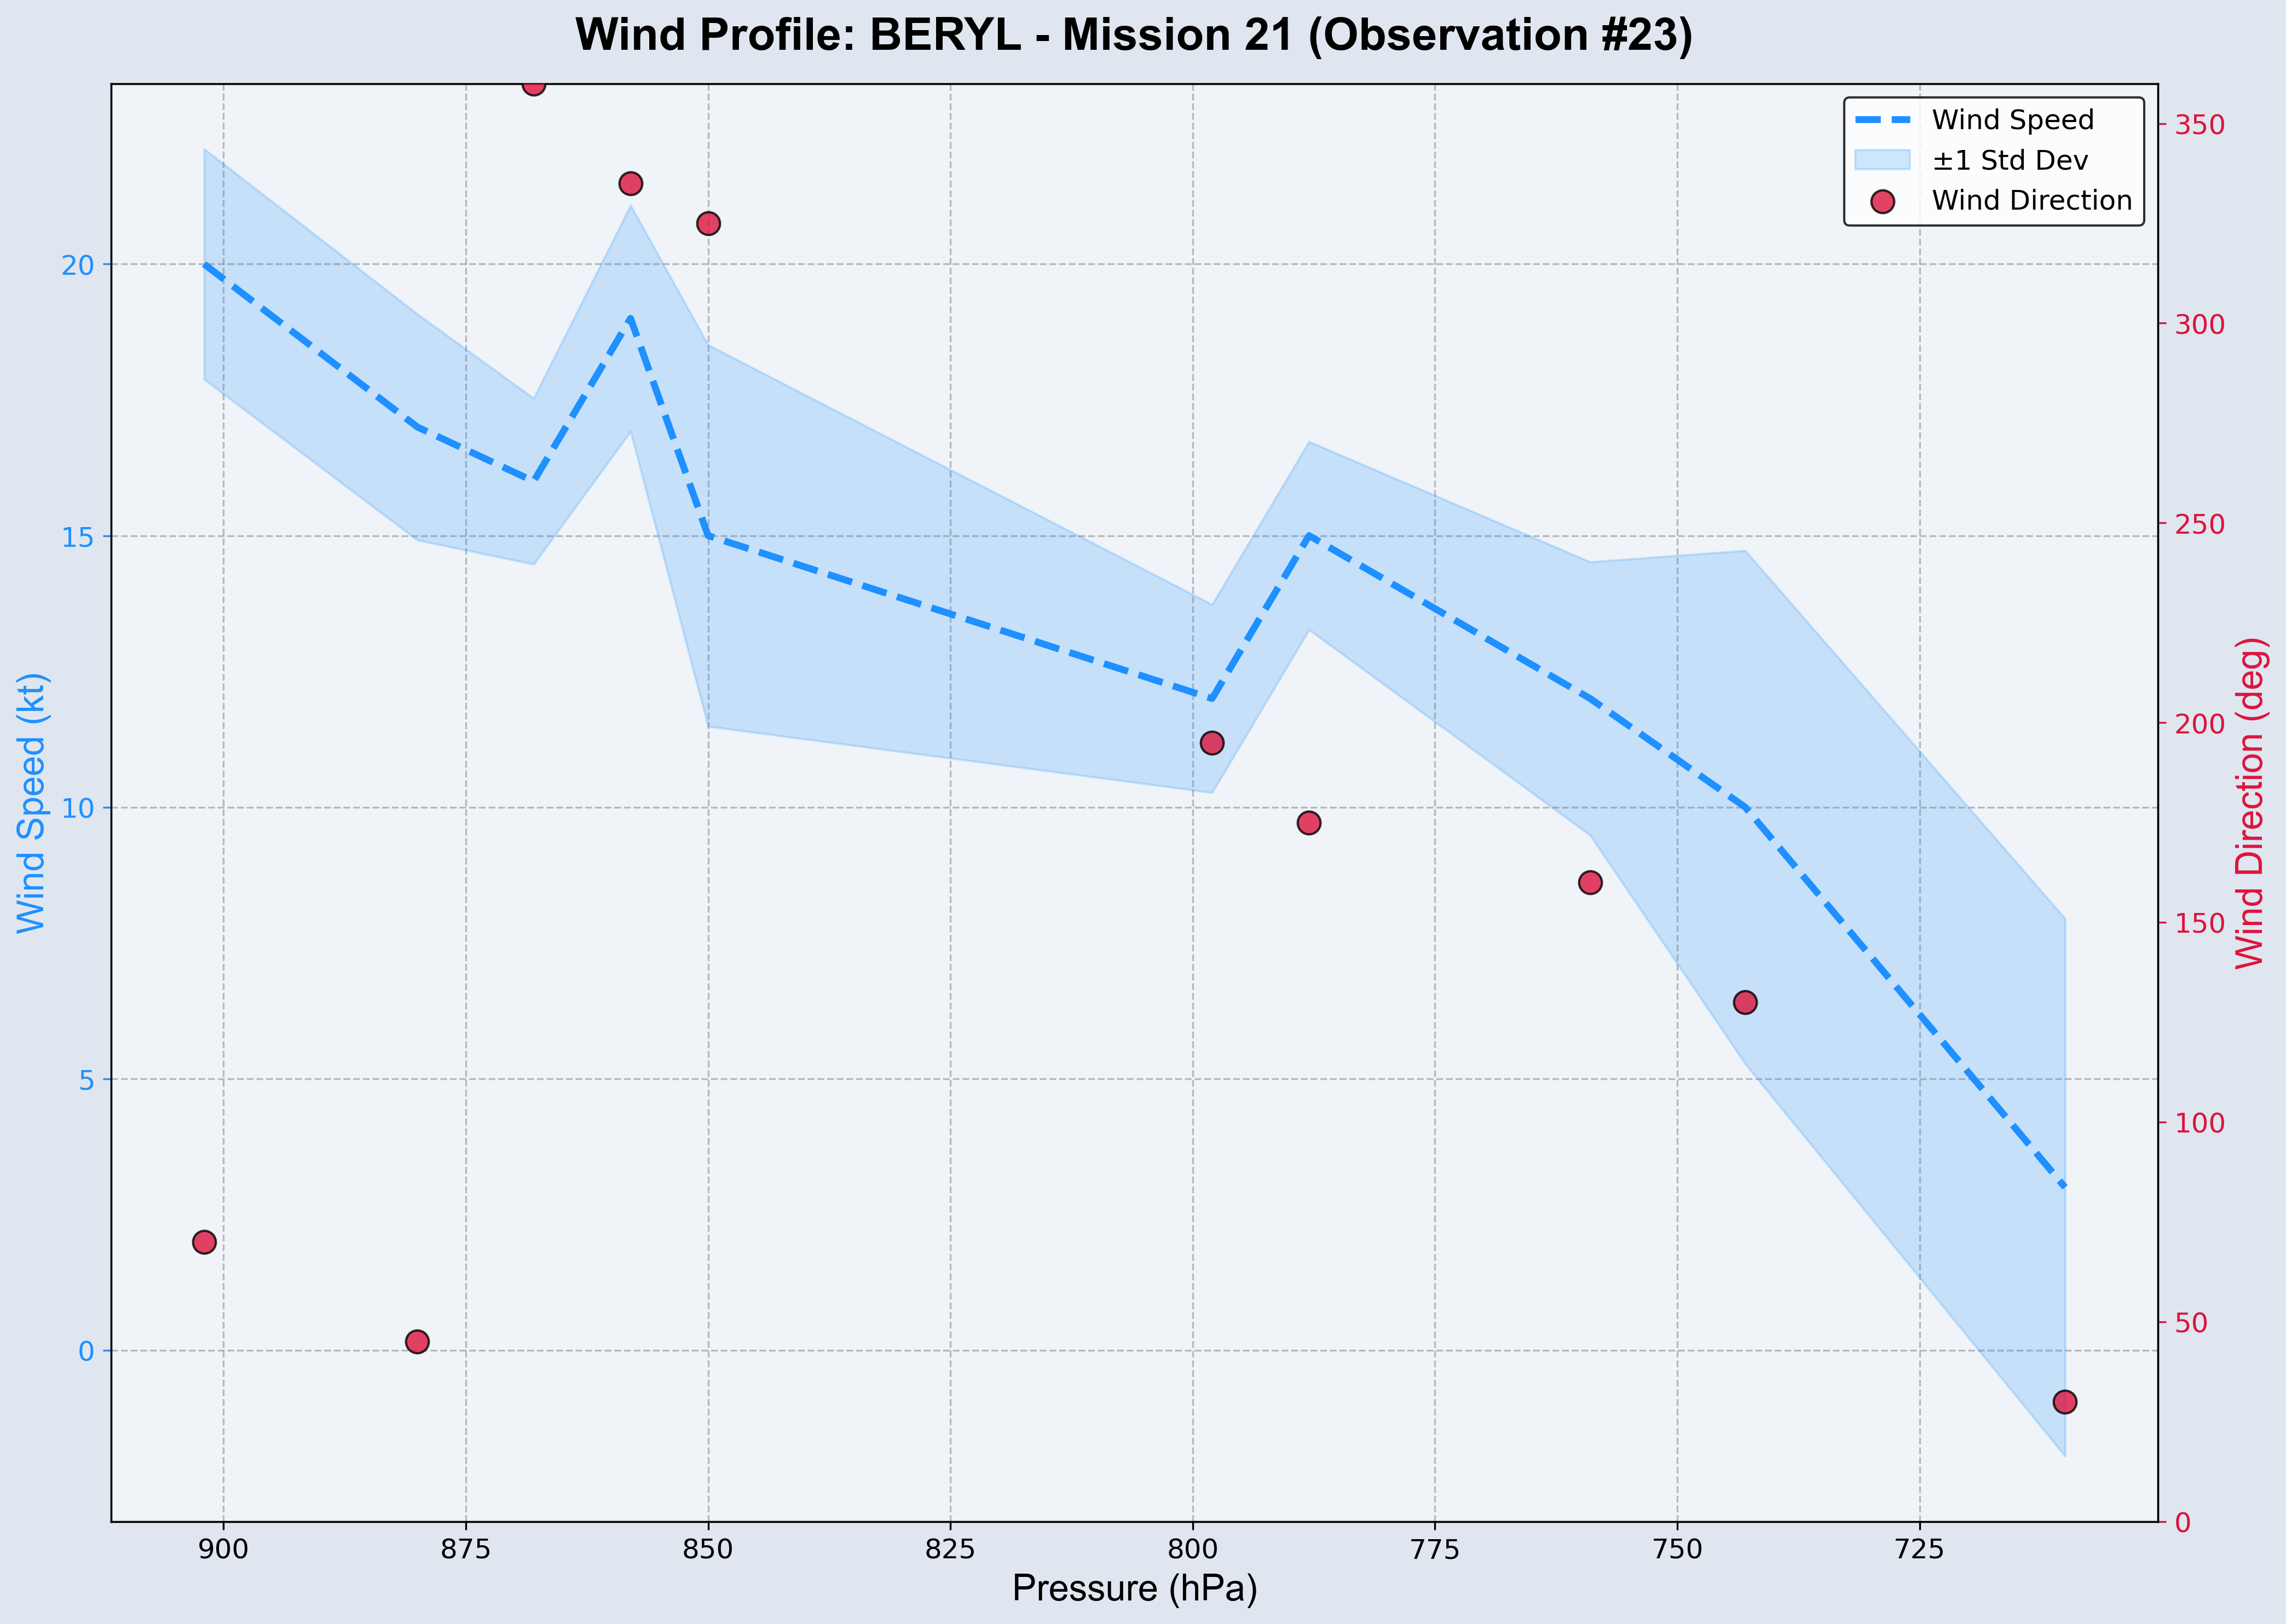 Wind Profile: BERYL - Mission 21 (Observation #23)
Wind Speed
±1 Std Dev
Wind Direction
Wind Speed (kt)
20
15
10
5
0
350
300
250
200
150
100
50
0
Wind Direction (deg)
900 875 850 825 800 775 750 725
Pressure (hPa)